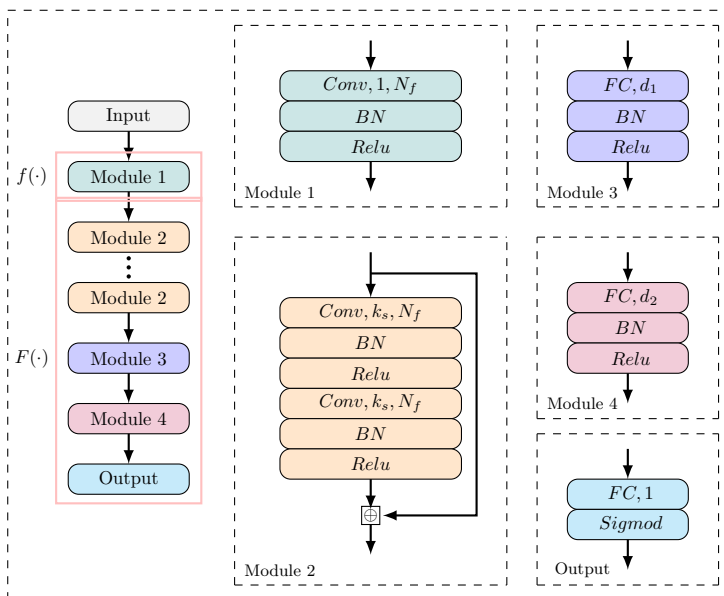 Input
f(·)
Module 1
Module 2
Module 2
F(·)
Module 3
Module 4
Output
Conv, 1, N_f
BN
Relu
Module 1
FC, d_1
BN
Relu
Module 3
Conv, k_s, N_f
BN
Relu
Conv, k_s, N_f
BN
Relu
⊕
Module 2
FC, d_2
BN
Relu
Module 4
FC, 1
Sigmod
Output